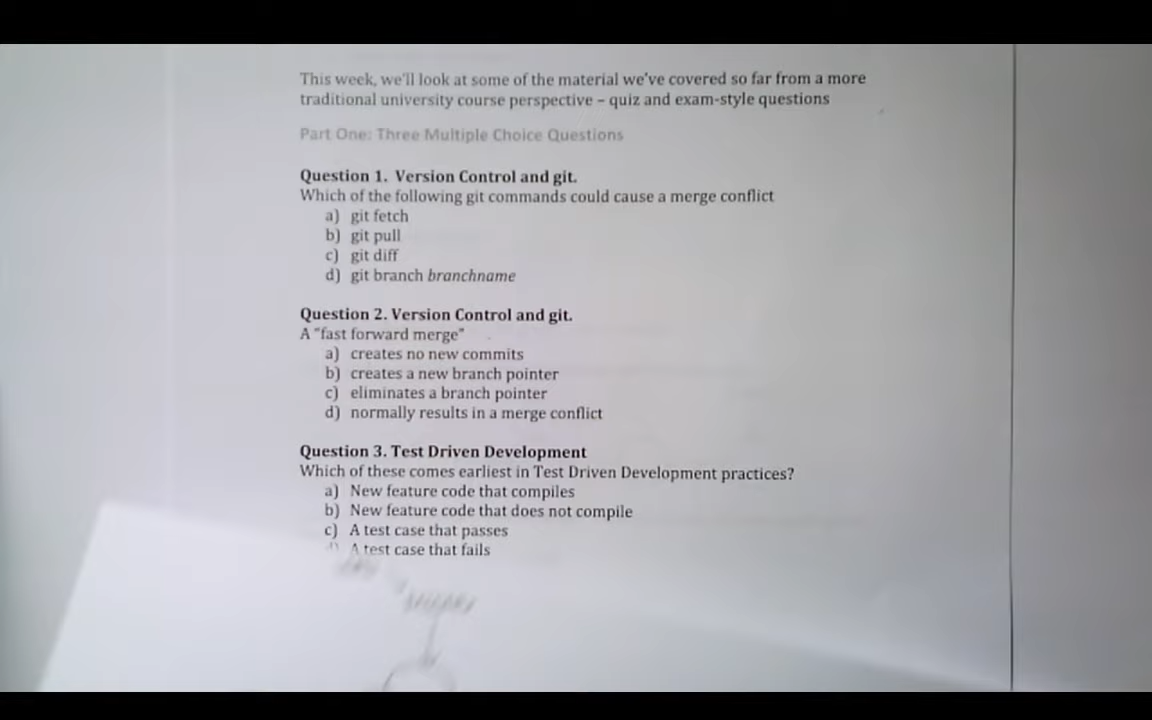 This week, we'll look at some of the material we've covered so far from a more
traditional university course perspective – quiz and exam-style questions
Part One: Three Multiple Choice Questions
Question 1. Version Control and git.
Which of the following git commands could cause a merge conflict
a) git fetch
b) git pull
c) git diff
d) git branch branchname
Question 2. Version Control and git.
A "fast forward merge"
a) creates no new commits
b) creates a new branch pointer
c) eliminates a branch pointer
d) normally results in a merge conflict
Question 3. Test Driven Development
Which of these comes earliest in Test Driven Development practices?
a) New feature code that compiles
b) New feature code that does not compile
c) A test case that passes
A test case that fails